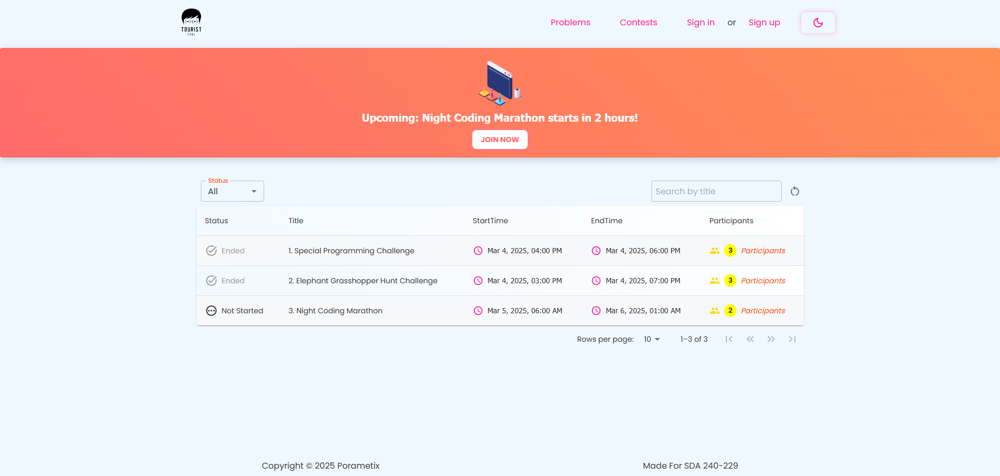 TOURIST
CODE
Problems Contests Sign in or Sign up
Upcoming: Night Coding Marathon starts in 2 hours!
JOIN NOW
Status
All
Search by title
Status Title StartTime EndTime Participants
Ended 1. Special Programming Challenge Mar 4, 2025, 04:00 PM Mar 4, 2025, 06:00 PM 3 Participants
Ended 2. Elephant Grasshopper Hunt Challenge Mar 4, 2025, 03:00 PM Mar 4, 2025, 07:00 PM 3 Participants
Not Started 3. Night Coding Marathon Mar 5, 2025, 06:00 AM Mar 6, 2025, 01:00 AM 2 Participants
Rows per page: 10 1–3 of 3
Copyright © 2025 Porametix Made For SDA 240-229